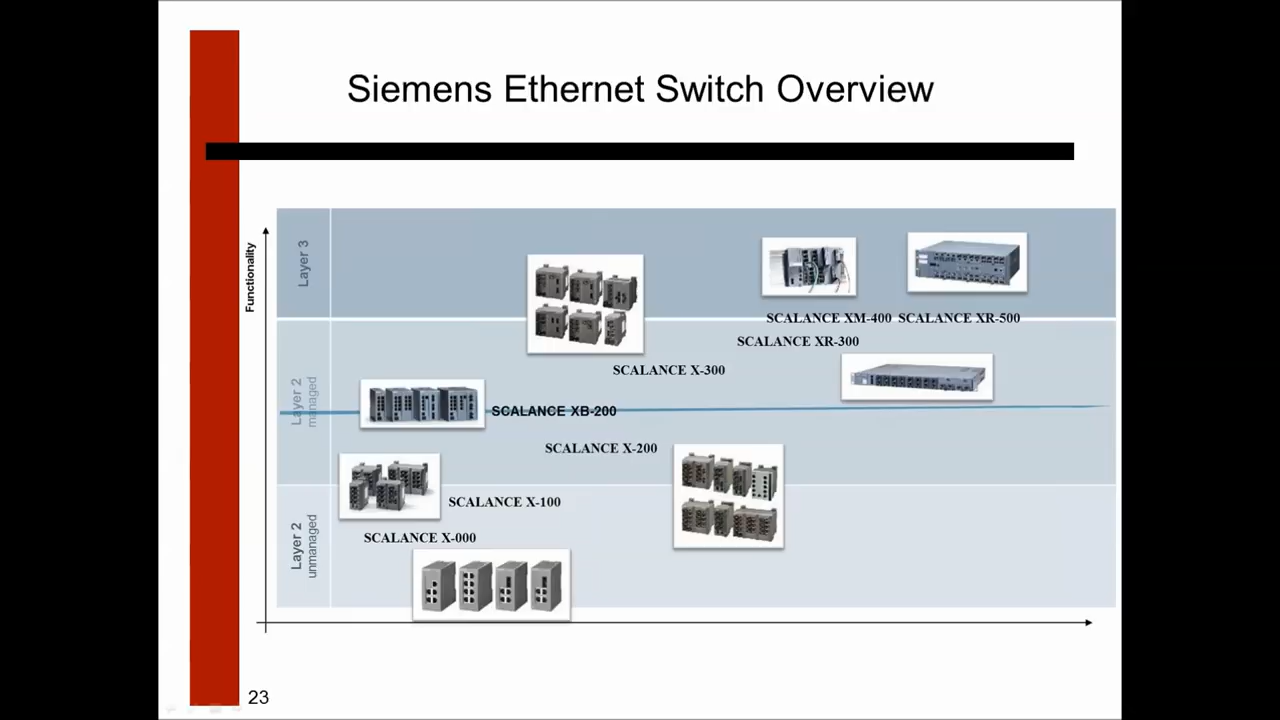 Siemens Ethernet Switch Overview
Functionality
Layer 3
SCALANCE XM-400 SCALANCE XR-500
SCALANCE XR-300
SCALANCE X-300
Layer 2
managed
SCALANCE XB-200
SCALANCE X-200
SCALANCE X-100
Layer 2
unmanaged
SCALANCE X-000
23